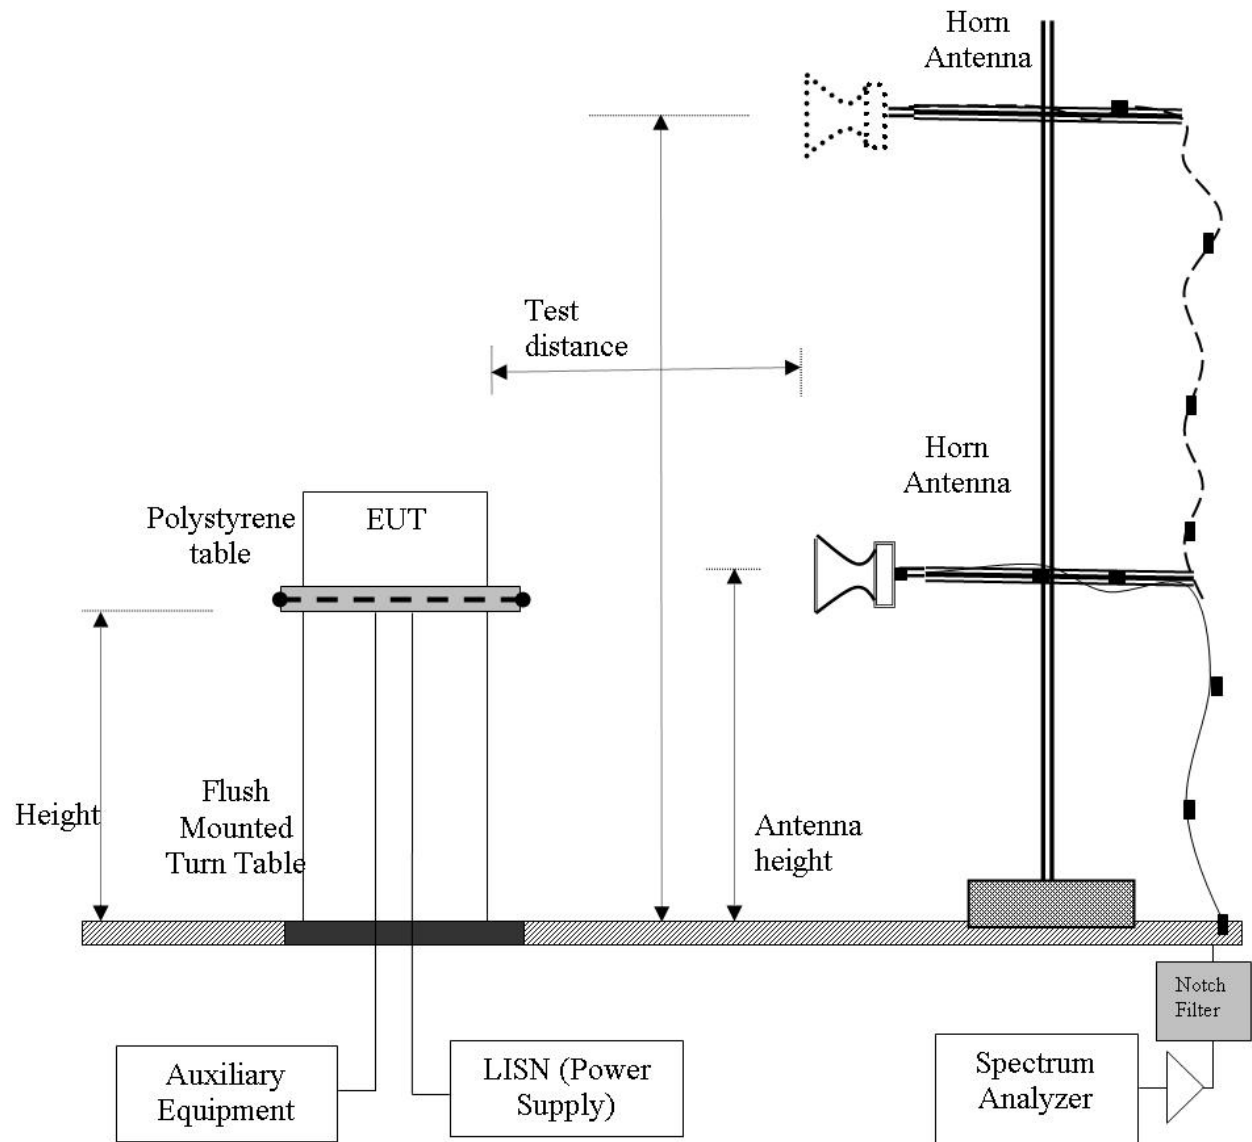 Horn
Antenna
Test
distance
Horn
Antenna
Polystyrene
table
EUT
Height
Flush
Mounted
Turn Table
Antenna
height
Notch
Filter
Auxiliary
Equipment
LISN (Power
Supply)
Spectrum
Analyzer